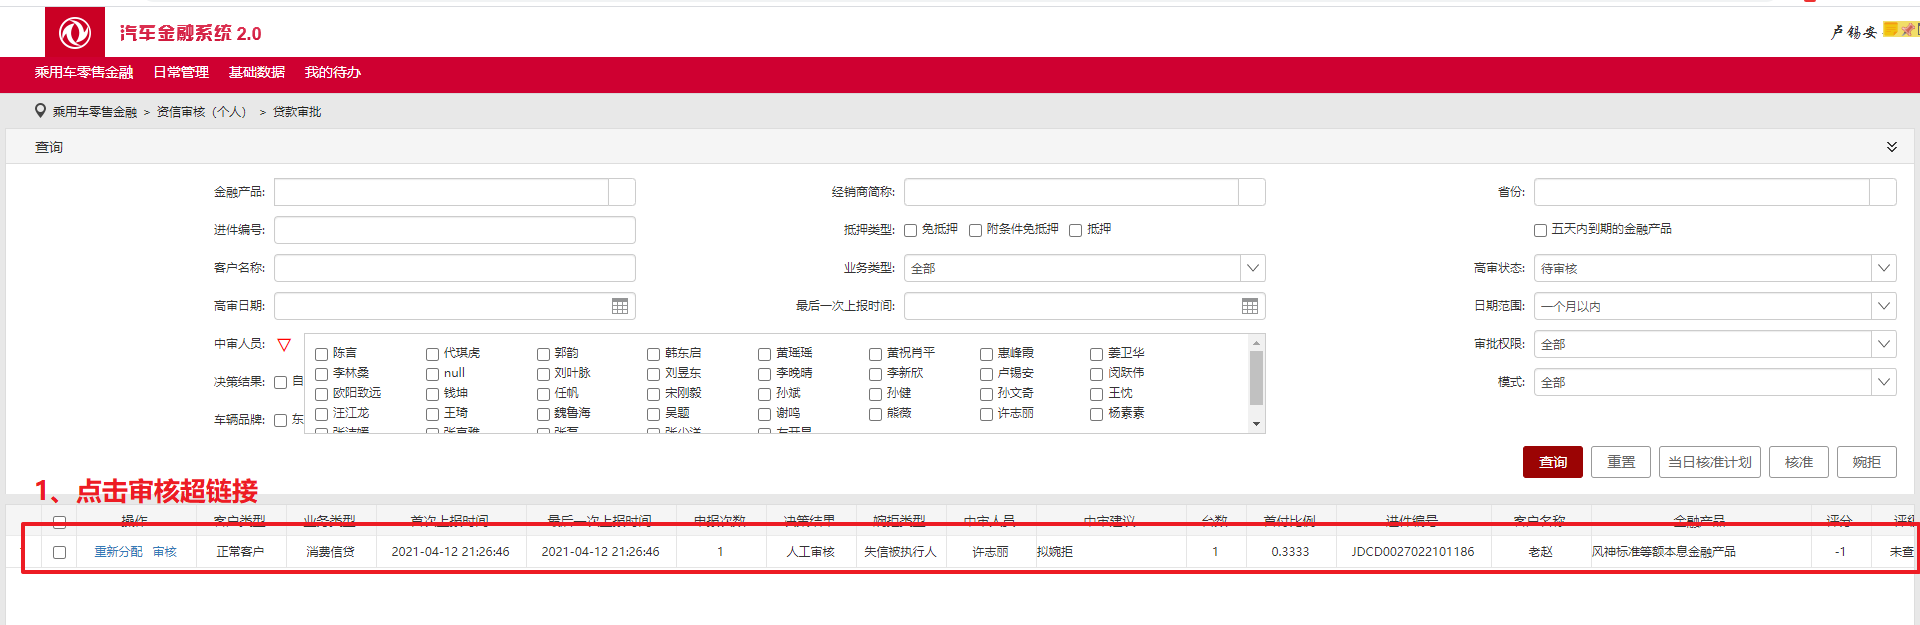 汽车金融系统 2.0
卢锡安
乘用车零售金融 日常管理 基础数据 我的待办
乘用车零售金融 > 资信审核（个人） > 贷款审批
查询
金融产品: 经销商简称: 省份:
进件编号: 抵押类型: 免抵押 附条件免抵押 抵押 五天内到期的金融产品
客户名称: 业务类型: 全部 高审状态: 待审核
高审日期: 最后一次上报时间: 日期范围: 一个月以内
中审人员: 审批权限: 全部
陈言 代琪虎 郭韵 韩东启 黄瑶瑶 黄祝肖平 惠峰霞 姜卫华
李林燊 null 刘叶脉 刘昱东 李晚晴 李新欣 卢锡安 闵跃伟
决策结果: 自 模式: 全部
欧阳致远 钱坤 任帆 宋刚毅 孙斌 孙健 孙文奇 王忱
汪江龙 王琦 魏鲁海 吴题 谢鸣 熊薇 许志丽 杨素素
车辆品牌: 东
查询 重置 当日核准计划 核准 婉拒
1、点击审核超链接
操作 客户类型 业务类型 首次上报时间 最后一次上报时间 申报次数 决策结果 婉拒类型 中审人员 中审建议 台数 首付比例 进件编号 客户名称 金融产品 评分 评级
重新分配 审核 正常客户 消费信贷 2021-04-12 21:26:46 2021-04-12 21:26:46 1 人工审核 失信被执行人 许志丽 拟婉拒 1 0.3333 JDCD0027022101186 老赵 风神标准等额本息金融产品 -1 未查